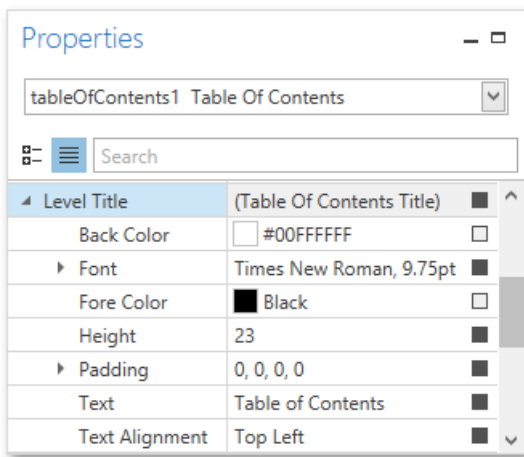 Properties
tableOfContents1 Table Of Contents
Search
Level Title (Table Of Contents Title)
Back Color #00FFFFFF
Font Times New Roman, 9.75pt
Fore Color Black
Height 23
Padding 0, 0, 0, 0
Text Table of Contents
Text Alignment Top Left